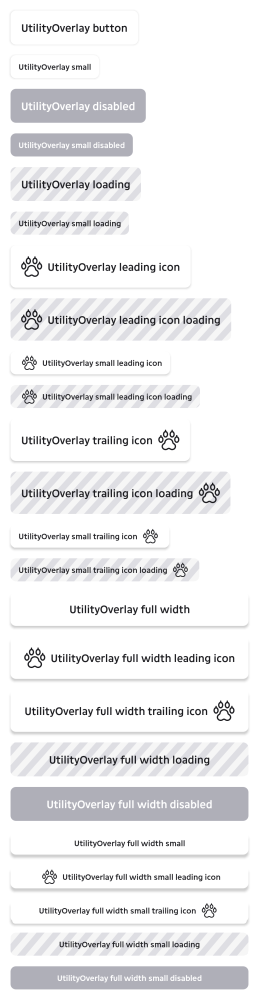 UtilityOverlay button
UtilityOverlay small
UtilityOverlay disabled
UtilityOverlay small disabled
UtilityOverlay loading
UtilityOverlay small loading
UtilityOverlay leading icon
UtilityOverlay leading icon loading
UtilityOverlay small leading icon
UtilityOverlay small leading icon loading
UtilityOverlay trailing icon
UtilityOverlay trailing icon loading
UtilityOverlay small trailing icon
UtilityOverlay small trailing icon loading
UtilityOverlay full width
UtilityOverlay full width leading icon
UtilityOverlay full width trailing icon
UtilityOverlay full width loading
UtilityOverlay full width disabled
UtilityOverlay full width small
UtilityOverlay full width small leading icon
UtilityOverlay full width small trailing icon
UtilityOverlay full width small loading
UtilityOverlay full width small disabled